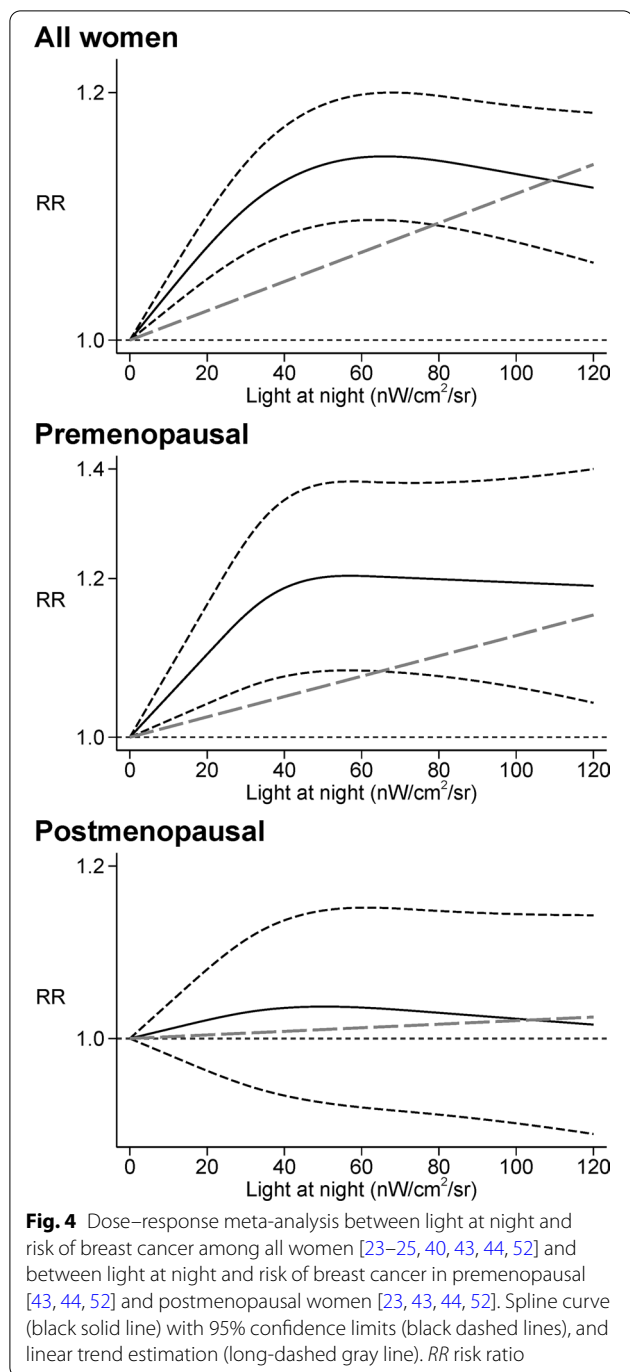 All women
1.2
RR
1.0
0 20 40 60 80 100 120
Light at night (nW/cm²/sr)
Premenopausal
1.4
1.2
RR
1.0
0 20 40 60 80 100 120
Light at night (nW/cm²/sr)
Postmenopausal
1.2
RR
1.0
0 20 40 60 80 100 120
Light at night (nW/cm²/sr)
Fig. 4 Dose–response meta-analysis between light at night and
risk of breast cancer among all women [23–25, 40, 43, 44, 52] and
between light at night and risk of breast cancer in premenopausal
[43, 44, 52] and postmenopausal women [23, 43, 44, 52]. Spline curve
(black solid line) with 95% confidence limits (black dashed lines), and
linear trend estimation (long-dashed gray line). RR risk ratio